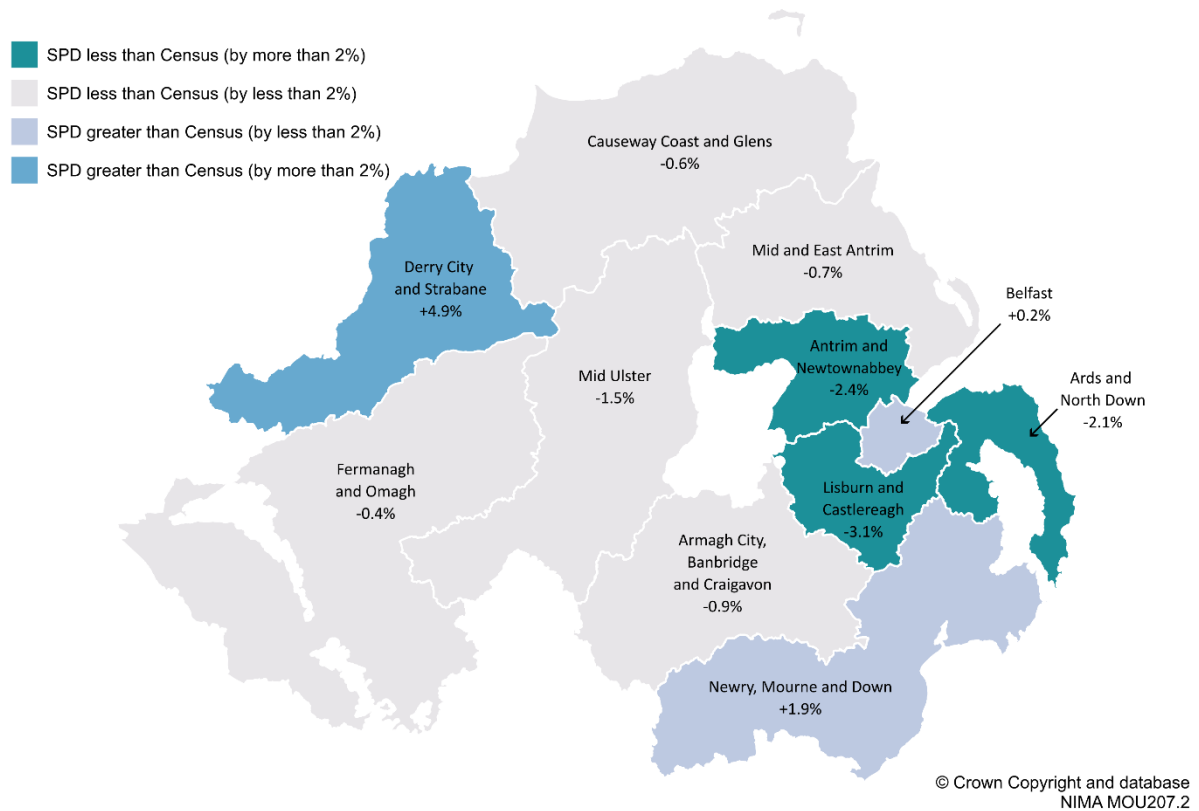 SPD less than Census (by more than 2%)
SPD less than Census (by less than 2%)
SPD greater than Census (by less than 2%)
SPD greater than Census (by more than 2%)
Causeway Coast and Glens
-0.6%
Mid and East Antrim
-0.7%
Derry City
and Strabane
+4.9%
Belfast
+0.2%
Antrim and
Newtownabbey
-2.4%
Mid Ulster
-1.5%
Ards and
North Down
-2.1%
Fermanagh
and Omagh
-0.4%
Lisburn and
Castlereagh
-3.1%
Armagh City,
Banbridge
and Craigavon
-0.9%
Newry, Mourne and Down
+1.9%
© Crown Copyright and database
NIMA MOU207.2